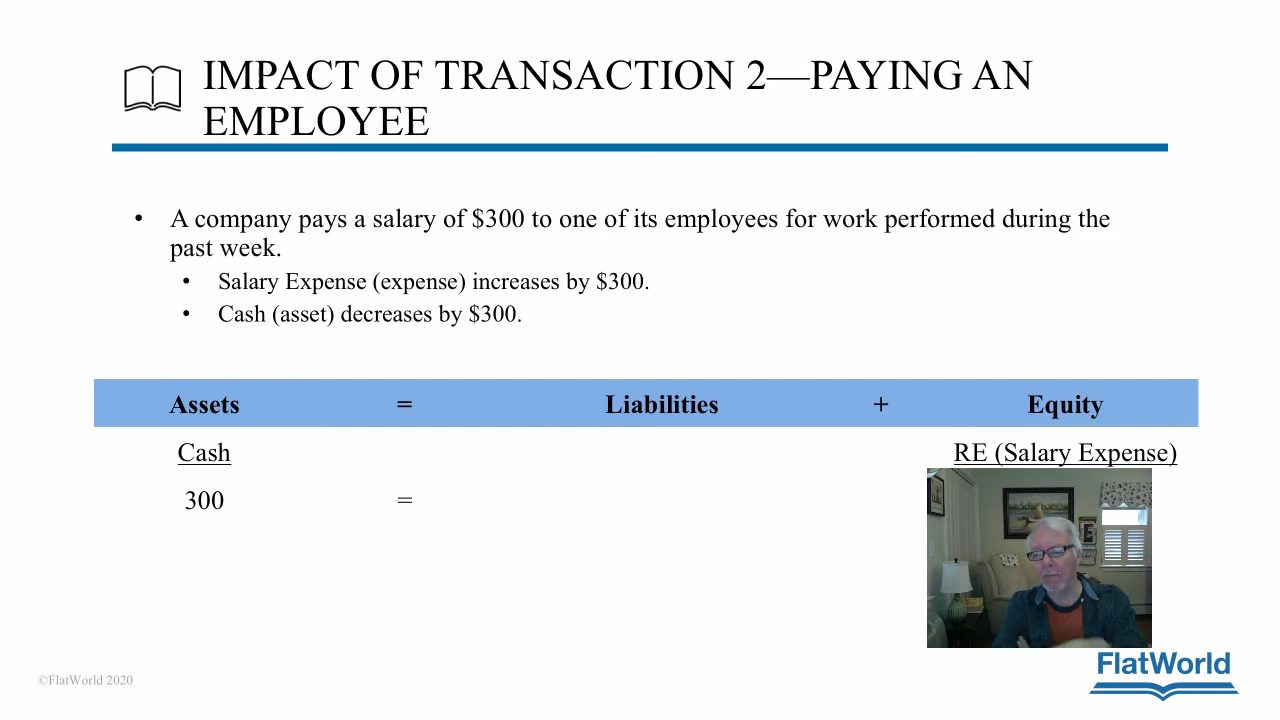 IMPACT OF TRANSACTION 2—PAYING AN
EMPLOYEE
• A company pays a salary of $300 to one of its employees for work performed during the
past week.
• Salary Expense (expense) increases by $300.
• Cash (asset) decreases by $300.
Assets = Liabilities + Equity
Cash RE (Salary Expense)
300 =
©FlatWorld 2020
FlatWorld